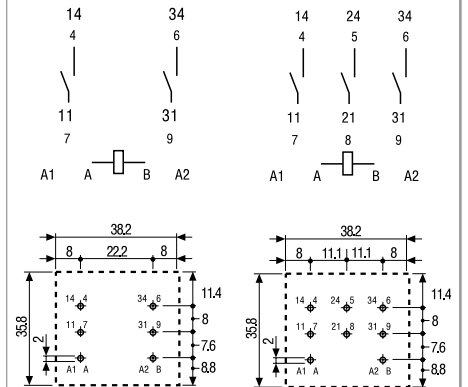 14 34
4 6
11 31
7 9
A1 A B A2
14 24 34
4 5 6
11 21 31
7 8 9
A1 A B A2
38.2
8 22.2 8
35.8
2
14 4 34 6
11 7 31 9
A1 A A2 B
11.4
8
7.6
8.8
38.2
8 11.1 11.1 8
35.8
2
14 4 24 5 34 6
11 7 21 8 31 9
A1 A A2 B
11.4
8
7.6
8.8